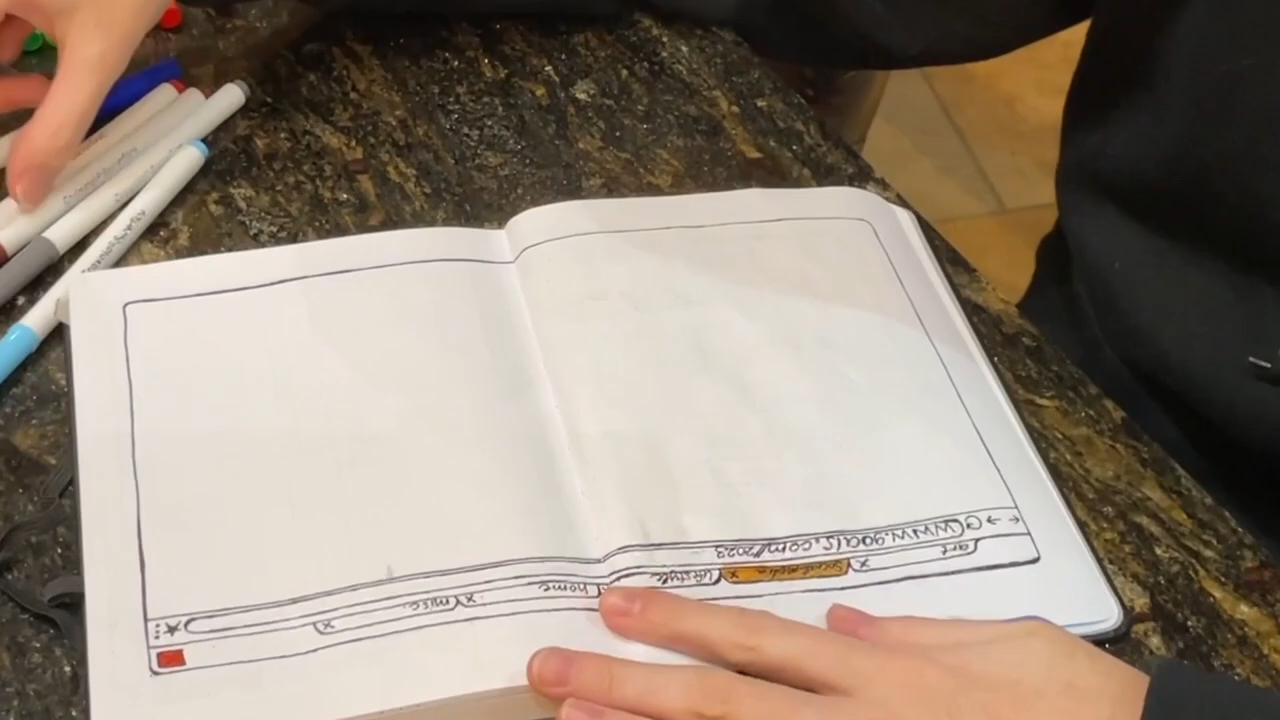 art x social media x lifestyle home x misc. x
www.goals.com/2023